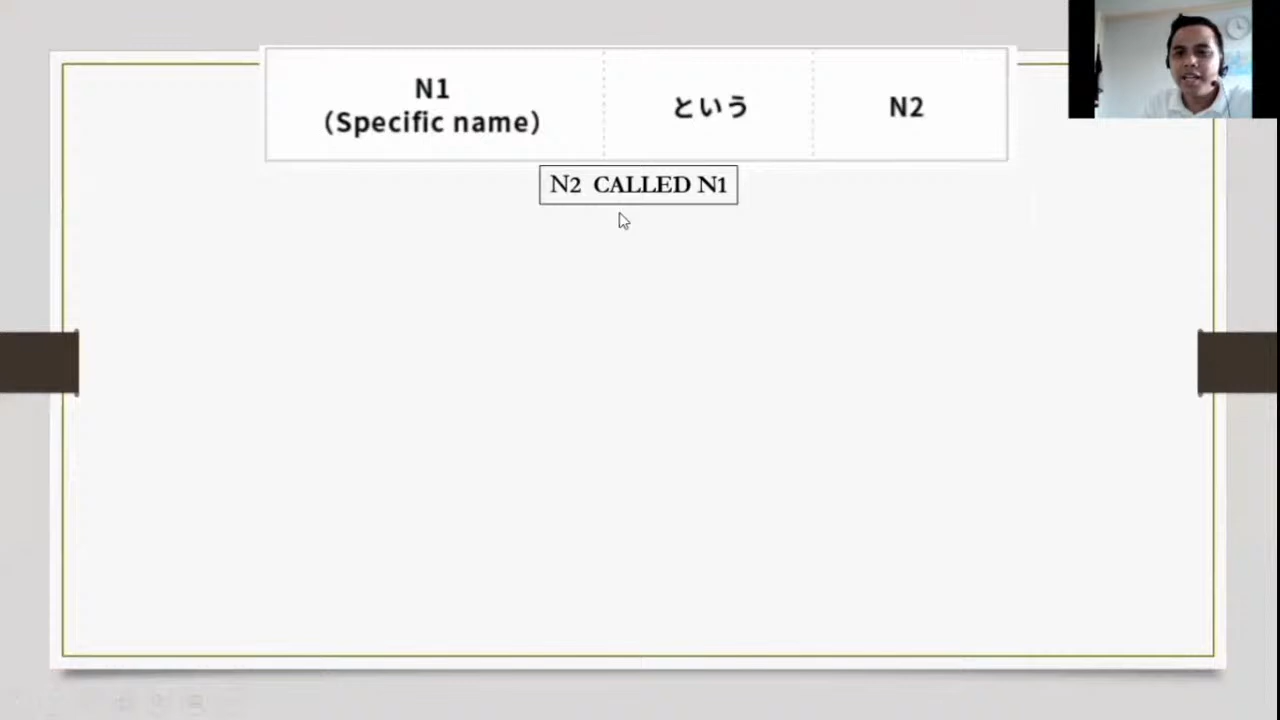 N1
(Specific name)
という
N2
N2 CALLED N1